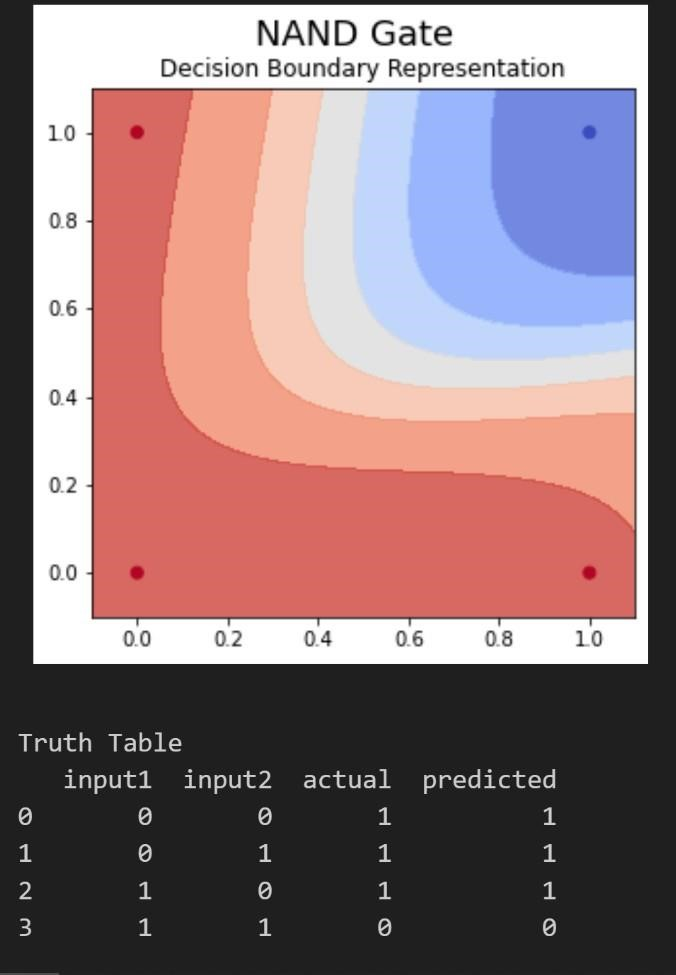 NAND Gate
Decision Boundary Representation
1.0
0.8
0.6
0.4
0.2
0.0
0.0 0.2 0.4 0.6 0.8 1.0
Truth Table
input1 input2 actual predicted
0 0 0 1 1
1 0 1 1 1
2 1 0 1 1
3 1 1 0 0